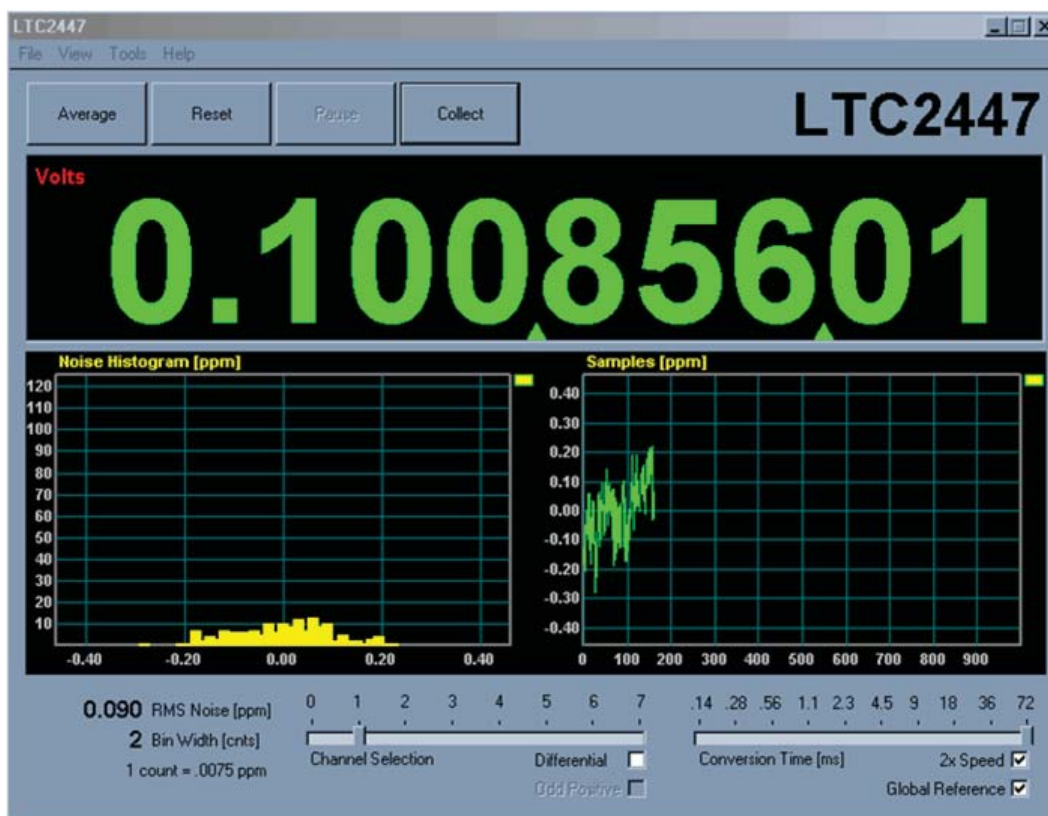 LTC2447
File View Tools Help
Average Reset Pause Collect
LTC2447
Volts
0.10085601
Noise Histogram [ppm]
120
110
100
90
80
70
60
50
40
30
20
10
-0.40 -0.20 0.00 0.20 0.40
Samples [ppm]
0.40
0.30
0.20
0.10
0.00
-0.10
-0.20
-0.30
-0.40
0 100 200 300 400 500 600 700 800 900
0.090 RMS Noise [ppm]
2 Bin Width [cnts]
1 count = .0075 ppm
0 1 2 3 4 5 6 7
Channel Selection
Differential
Odd Positive
.14 .28 .56 1.1 2.3 4.5 9 18 36 72
Conversion Time [ms]
2x Speed
Global Reference